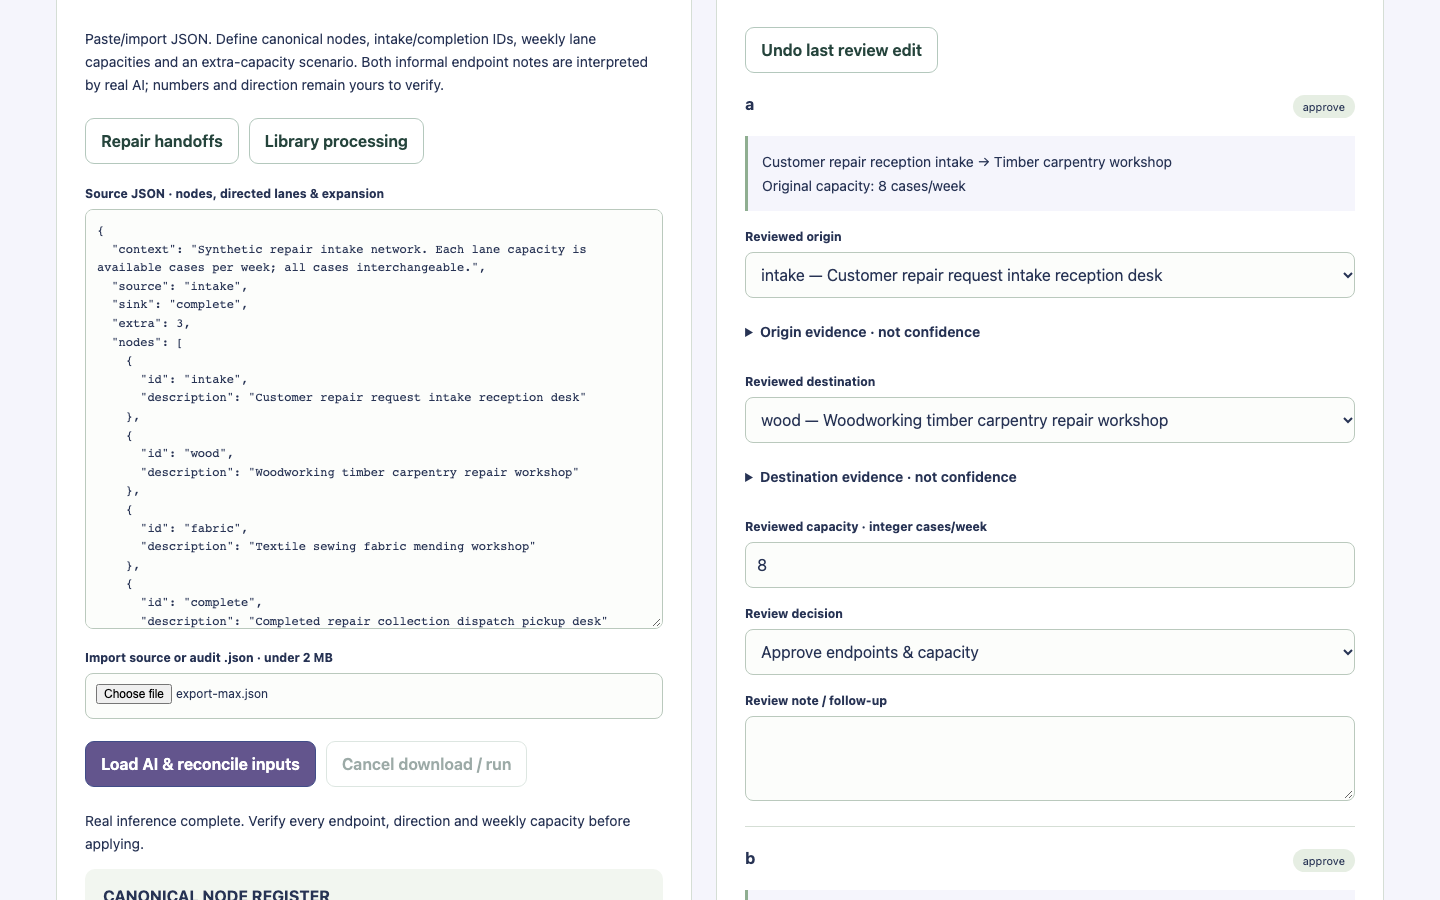 Paste/import JSON. Define canonical nodes, intake/completion IDs, weekly lane
capacities and an extra-capacity scenario. Both informal endpoint notes are interpreted
by real AI; numbers and direction remain yours to verify.
Repair handoffs
Library processing
Source JSON · nodes, directed lanes & expansion
{
  "context": "Synthetic repair intake network. Each lane capacity is
available cases per week; all cases interchangeable.",
  "source": "intake",
  "sink": "complete",
  "extra": 3,
  "nodes": [
    {
      "id": "intake",
      "description": "Customer repair request intake reception desk"
    },
    {
      "id": "wood",
      "description": "Woodworking timber carpentry repair workshop"
    },
    {
      "id": "fabric",
      "description": "Textile sewing fabric mending workshop"
    },
    {
      "id": "complete",
      "description": "Completed repair collection dispatch pickup desk"
Import source or audit .json · under 2 MB
Choose file export-max.json
Load AI & reconcile inputs
Cancel download / run
Real inference complete. Verify every endpoint, direction and weekly capacity before
applying.
CANONICAL NODE REGISTER
Undo last review edit
a
approve
Customer repair reception intake → Timber carpentry workshop
Original capacity: 8 cases/week
Reviewed origin
intake — Customer repair request intake reception desk
▶ Origin evidence · not confidence
Reviewed destination
wood — Woodworking timber carpentry repair workshop
▶ Destination evidence · not confidence
Reviewed capacity · integer cases/week
8
Review decision
Approve endpoints & capacity
Review note / follow-up
b
approve